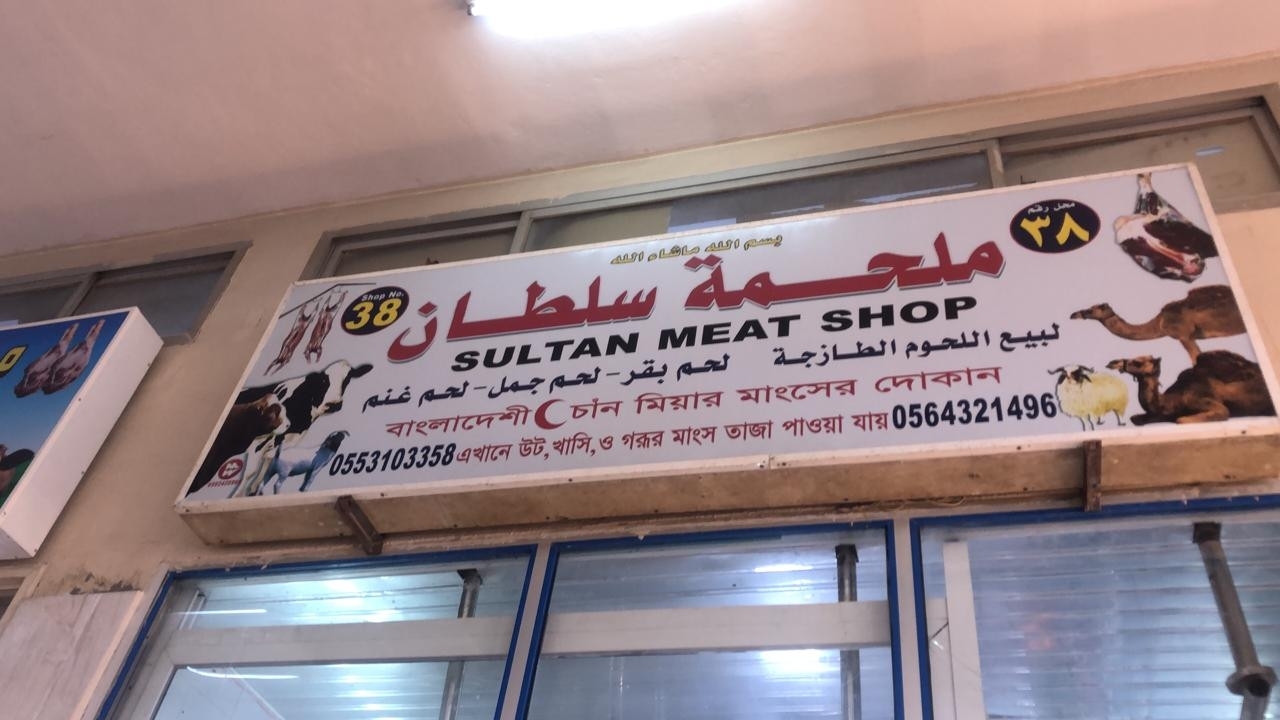 بسم الله ماشاء الله
محل رقم
٣٨
Shop No.
38
ملحمة سلطان
SULTAN MEAT SHOP
لبيع اللحوم الطازجة لحم بقر - لحم جمل - لحم غنم
বাংলাদেশী চাঁন মিয়ার মাংসের দোকান
0553103358 এখানে উট, খাসি, ও গরুর মাংস তাজা পাওয়া যায় 0564321496